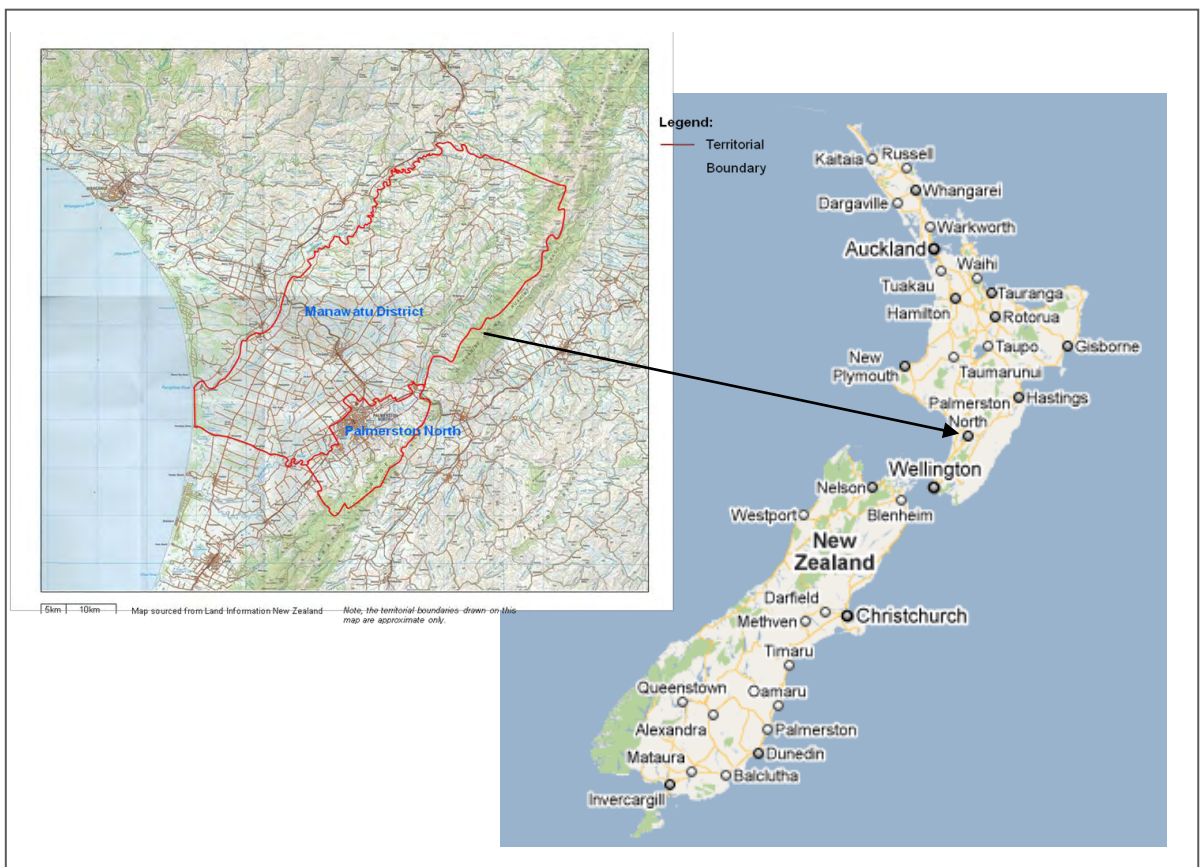 Legend:
Territorial
Boundary
Manawatu District
Palmerston North
5km 10km
Map sourced from Land Information New Zealand
Note, the territorial boundaries drawn on this
map are approximate only.
Kaitaia
Russell
Whangarei
Dargaville
Warkworth
Auckland
Waihi
Tuakau
Tauranga
Hamilton
Rotorua
Taupo
Gisborne
New
Plymouth
Taumarunui
Hastings
Palmerston
North
Wellington
Nelson
Blenheim
Westport
New
Zealand
Darfield
Methven
Christchurch
Timaru
Queenstown
Oamaru
Alexandra
Palmerston
Mataura
Dunedin
Balclutha
Invercargill